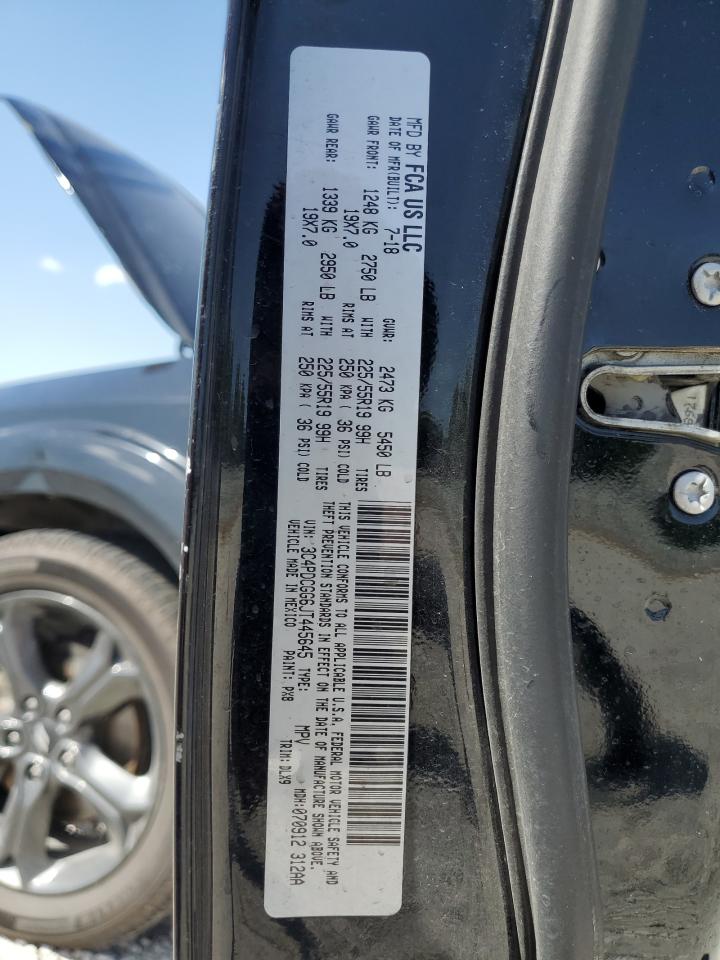 MFD BY FCA US LLC
DATE OF MFR(BUILT): 7-18 GVWR: 2473 KG 5450 LB
GAWR FRONT: 1248 KG 2750 LB WITH 225/55R19 99H TIRES
19X7.0 RIMS AT 250 KPA ( 36 PSI) COLD
GAWR REAR: 1339 KG 2950 LB WITH 225/55R19 99H TIRES
19X7.0 RIMS AT 250 KPA ( 36 PSI) COLD
THIS VEHICLE CONFORMS TO ALL APPLICABLE U.S.A. FEDERAL MOTOR VEHICLE SAFETY AND
THEFT PREVENTION STANDARDS IN EFFECT ON THE DATE OF MANUFACTURE SHOWN ABOVE.
VIN: 3C4PDCGG6JT445645 TYPE: MPV MDH:070912 312AA
VEHICLE MADE IN MEXICO PAINT: PX8 TRIM: DLX9